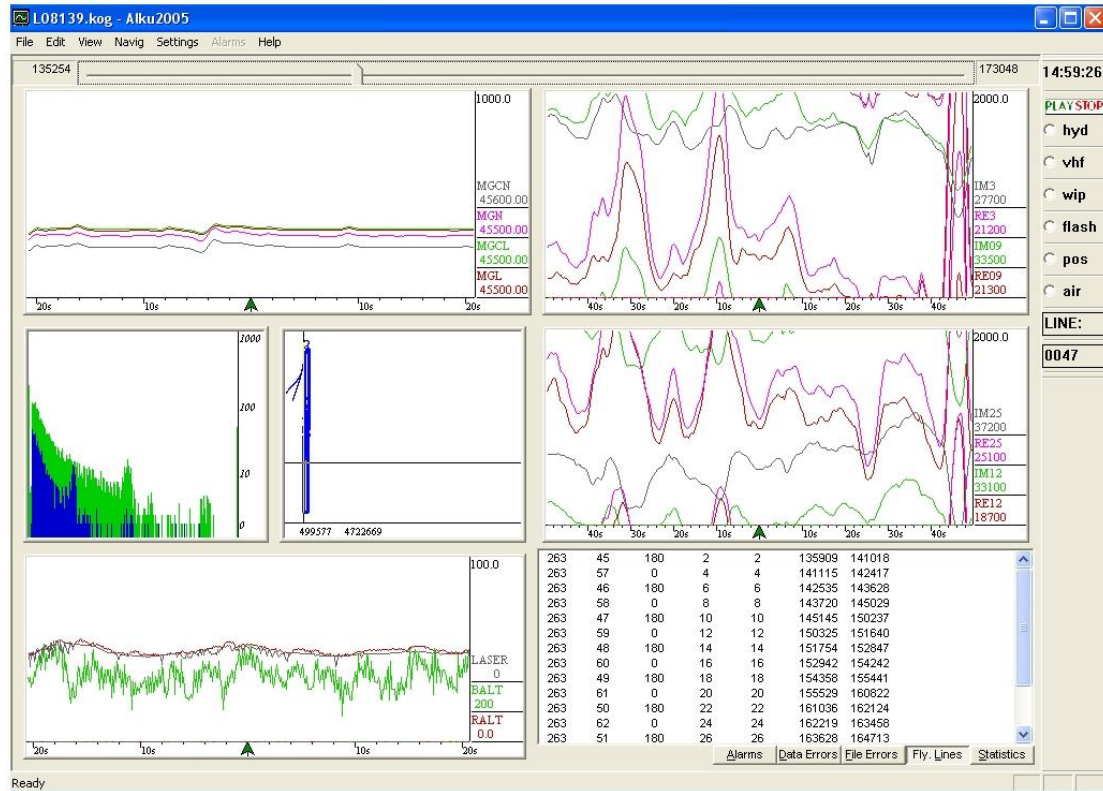 L08139.kog - Alku2005
File Edit View Navig Settings Alarms Help
135254 173048 14:59:26
PLAY STOP
hyd
vhf
wip
flash
pos
air
LINE:
0047
1000.0
MGCN
45600.00
MGN
45500.00
MGCL
45500.00
MGL
45500.00
20s 10s 10s 20s
2000.0
IM3
27700
RE3
21200
IM09
33500
RE09
21300
40s 30s 20s 10s 10s 20s 30s 40s
1000
100
10
0
499577 4722669
2000.0
IM25
37200
RE25
25100
IM12
33100
RE12
18700
40s 30s 20s 10s 10s 20s 30s 40s
100.0
LASER
0
BALT
200
RALT
0.0
20s 10s 10s 20s
263 45 180 2 2 135909 141018
263 57 0 4 4 141115 142417
263 46 180 6 6 142535 143628
263 58 0 8 8 143720 145029
263 47 180 10 10 145145 150237
263 59 0 12 12 150325 151640
263 48 180 14 14 151754 152847
263 60 0 16 16 152942 154242
263 49 180 18 18 154358 155441
263 61 0 20 20 155529 160822
263 50 180 22 22 161036 162124
263 62 0 24 24 162219 163458
263 51 180 26 26 163628 164713
Alarms Data Errors File Errors Fly. Lines Statistics
Ready